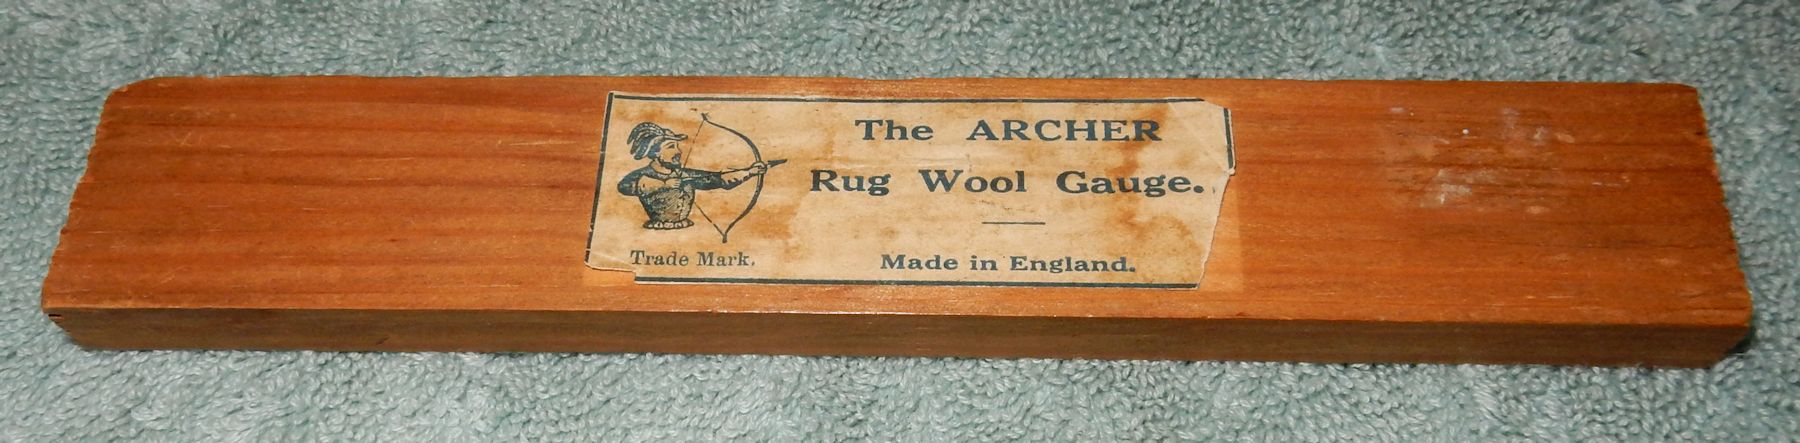 The ARCHER
Rug Wool Gauge.
Trade Mark.
Made in England.